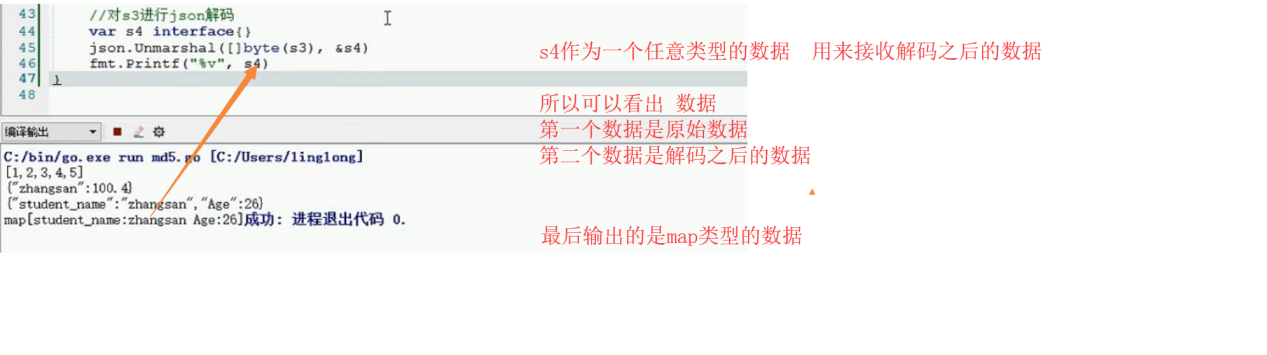 43 //对s3进行json解码
44 var s4 interface{}
45 json.Unmarshal([]byte(s3), &s4)
46 fmt.Printf("%v", s4)
47 }
48
s4作为一个任意类型的数据 用来接收解码之后的数据
所以可以看出 数据
第一个数据是原始数据
第二个数据是解码之后的数据
编译输出
C:/bin/go.exe run md5.go [C:/Users/linglong]
[1,2,3,4,5]
{"zhangsan":100.4}
{"student_name":"zhangsan","Age":26}
map[student_name:zhangsan Age:26]成功: 进程退出代码 0.
最后输出的是map类型的数据